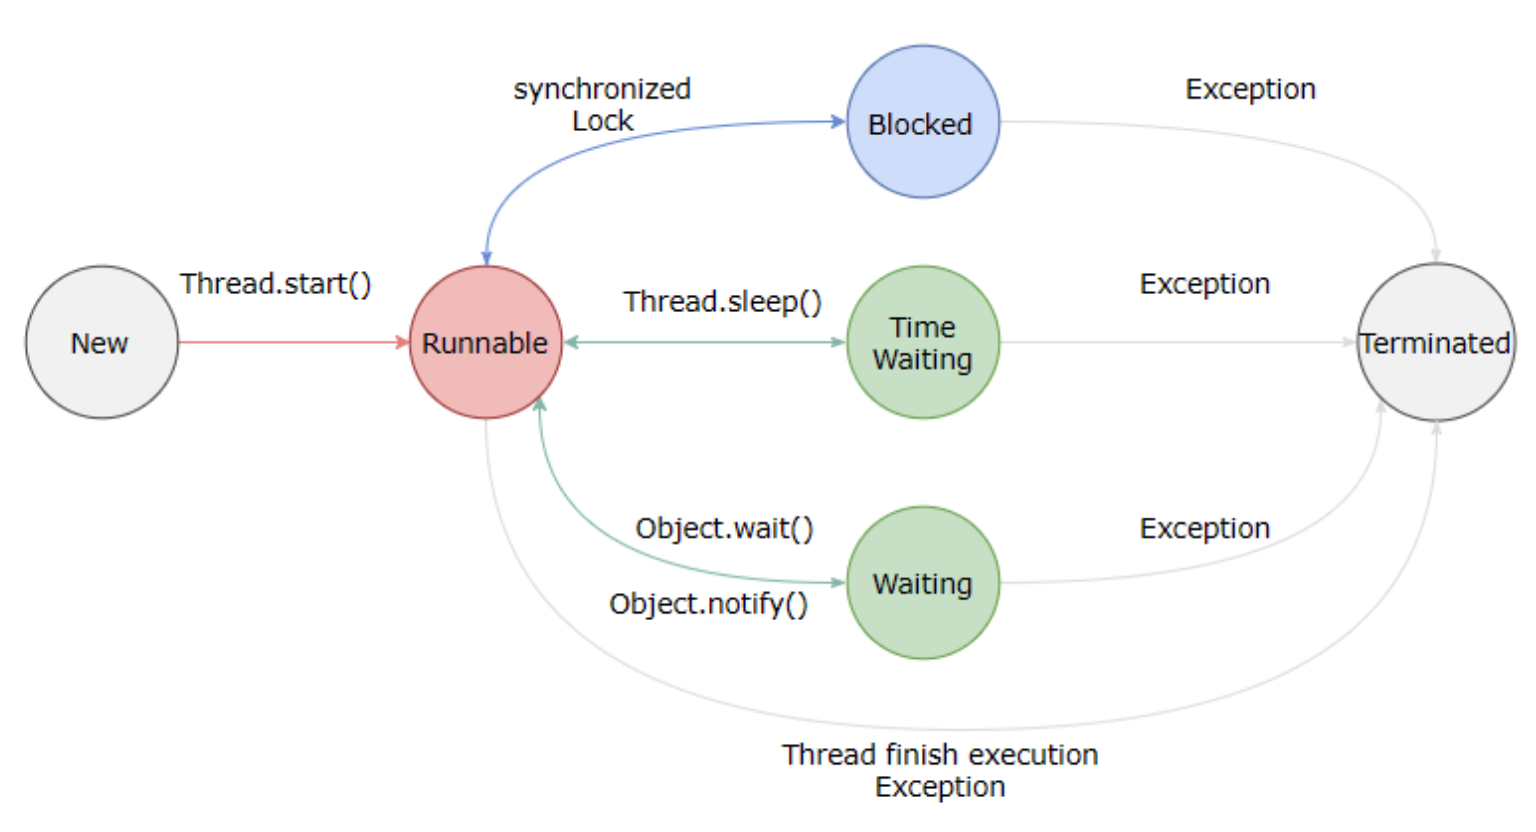 synchronized
Lock
Blocked
Exception
Thread.start()
Thread.sleep()
Exception
New
Runnable
Time
Waiting
Terminated
Object.wait()
Exception
Waiting
Object.notify()
Thread finish execution
Exception